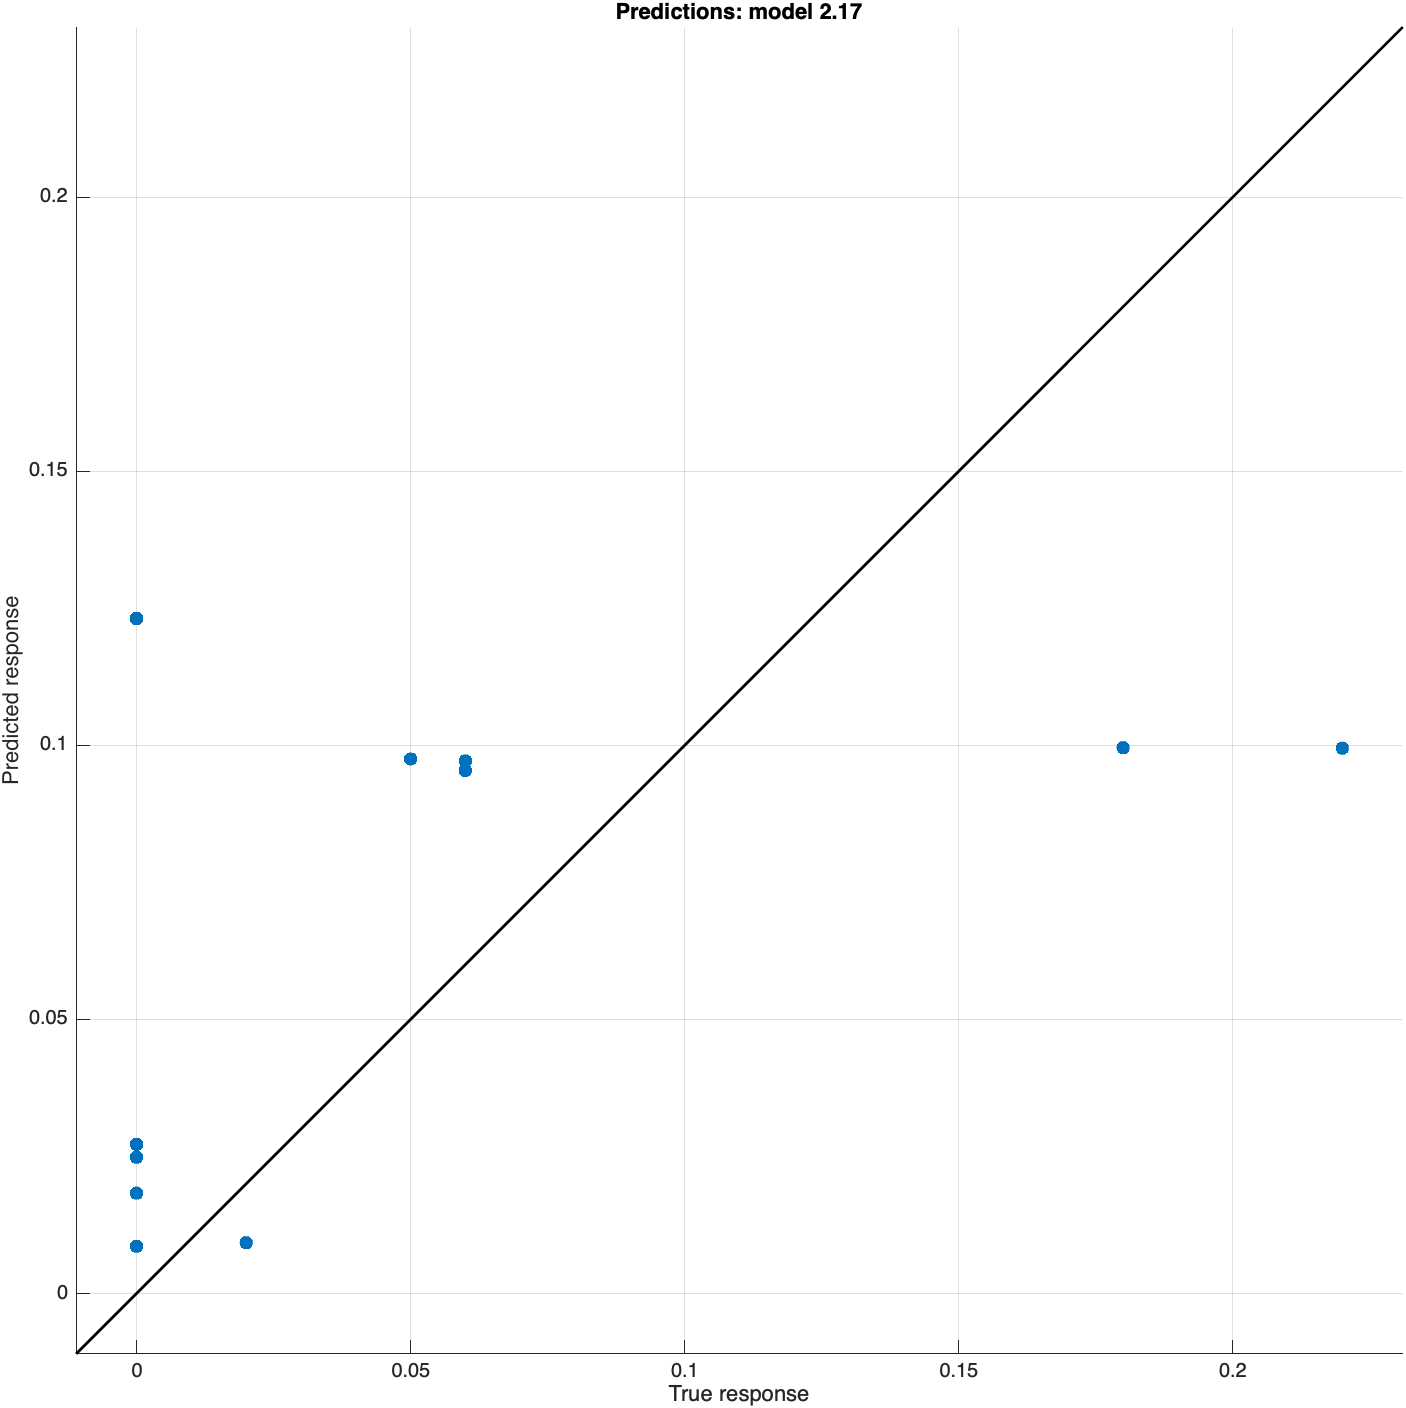 Predictions: model 2.17
0.2
0.15
0.1
0.05
0
Predicted response
0 0.05 0.1 0.15 0.2
True response